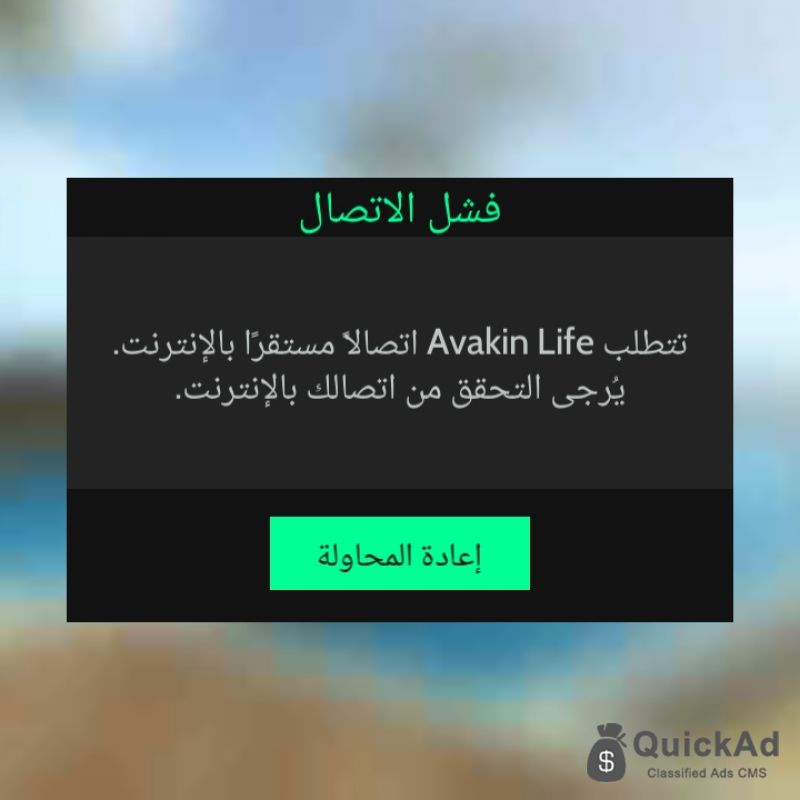 فشل الاتصال
تتطلب Avakin Life اتصالاً مستقرًا بالإنترنت.
يُرجى التحقق من اتصالك بالإنترنت.
إعادة المحاولة
$
QuickAd
Classified Ads CMS